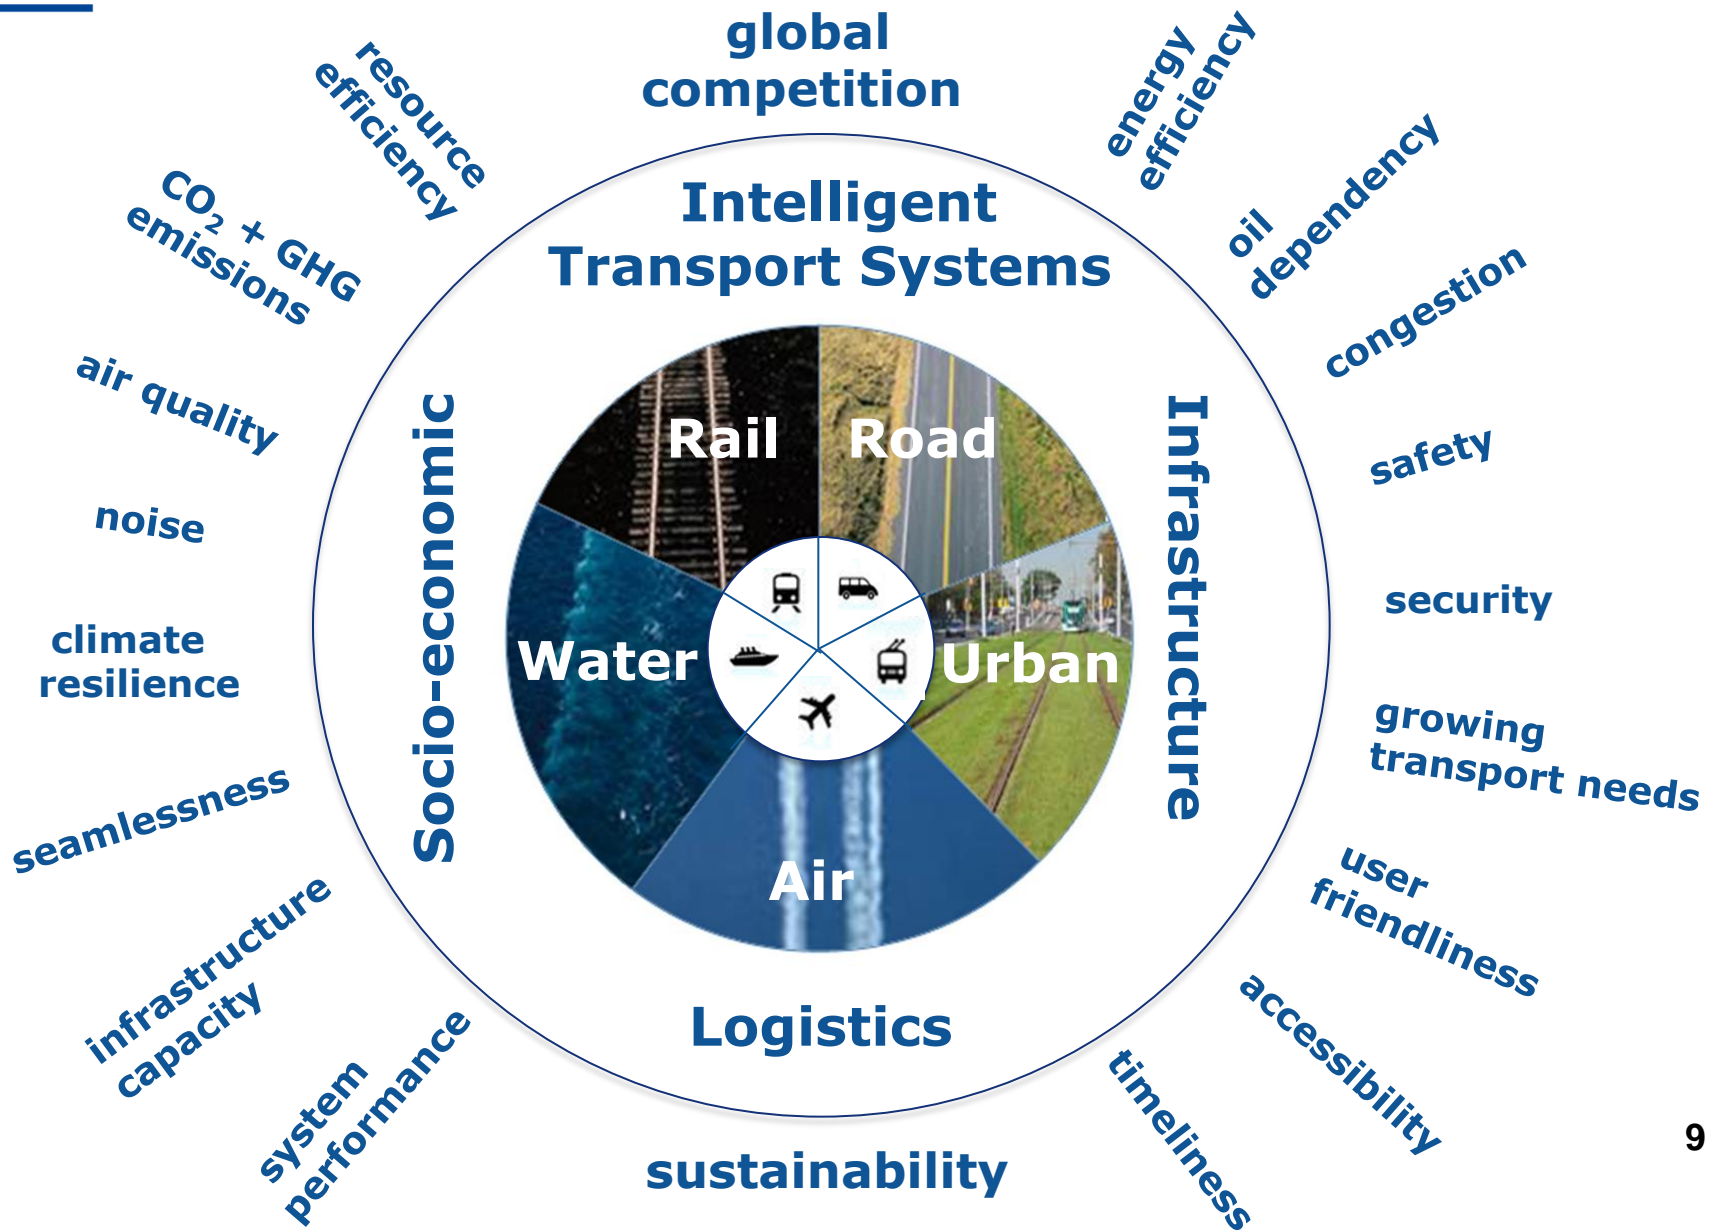 global
competition
energy
efficiency
oil
dependency
congestion
safety
security
growing
transport needs
user
friendliness
accessibility
timeliness
sustainability
system
performance
infrastructure
capacity
seamlessness
climate
resilience
noise
air quality
CO₂ + GHG
emissions
resource
efficiency
Intelligent
Transport Systems
Infrastructure
Logistics
Socio-economic
Rail
Road
Urban
Air
Water
9